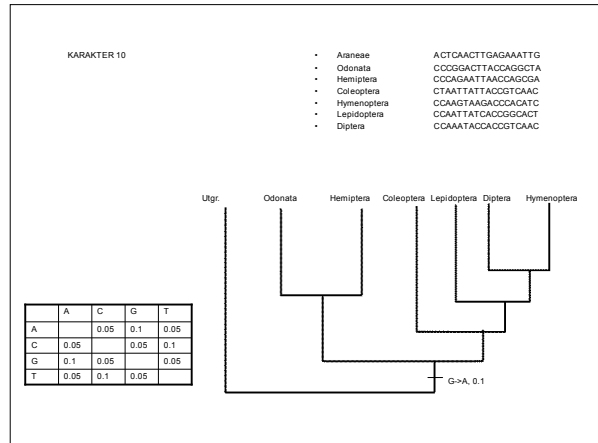 KARAKTER 10
• Araneae ACTCAACTTGAGAAATTG
• Odonata CCCGGACTTACCAGGCTA
• Hemiptera CCCAGAATTAACCAGCGA
• Coleoptera CTAATTATTACCGTCAAC
• Hymenoptera CCAAGTAAGACCCACATC
• Lepidoptera CCAATTATCACCGGCACT
• Diptera CCAAATACCACCGTCAAC
Utgr. Odonata Hemiptera Coleoptera Lepidoptera Diptera Hymenoptera
A C G T
A 0.05 0.1 0.05
C 0.05 0.05 0.1
G 0.1 0.05 0.05
T 0.05 0.1 0.05
G->A, 0.1